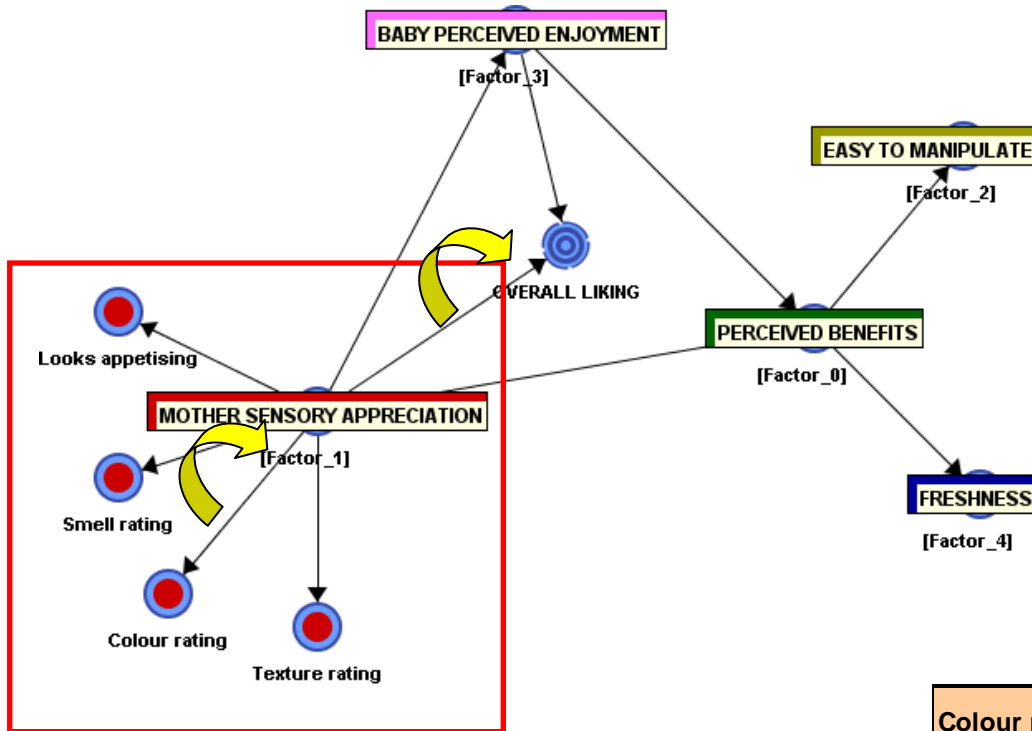 BABY PERCEIVED ENJOYMENT
[Factor_3]
EASY TO MANIPULATE
[Factor_2]
OVERALL LIKING
PERCEIVED BENEFITS
[Factor_0]
Looks appetising
MOTHER SENSORY APPRECIATION
[Factor_1]
Smell rating
FRESHNESS
[Factor_4]
Colour rating
Texture rating
Colour